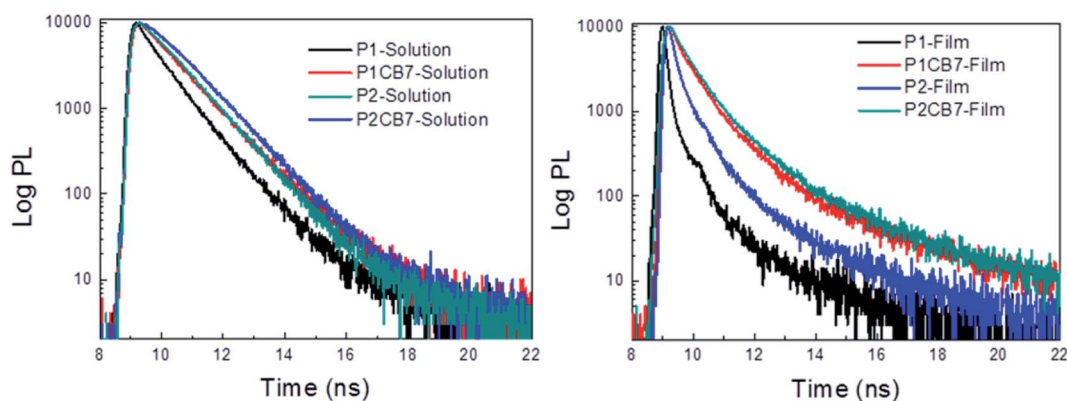 Log PL
10000
1000
100
10
P1-Solution
P1CB7-Solution
P2-Solution
P2CB7-Solution
8 10 12 14 16 18 20 22
Time (ns)
Log PL
10000
1000
100
10
P1-Film
P1CB7-Film
P2-Film
P2CB7-Film
8 10 12 14 16 18 20 22
Time (ns)